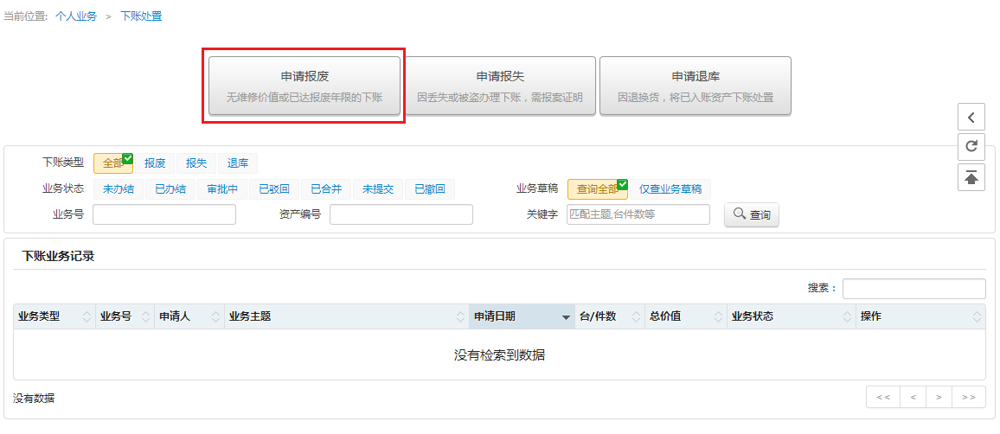 当前位置: 个人业务 > 下账处置
申请报废 申请报失 申请退库
无维修价值或已达报废年限的下账 因丢失或被盗办理下账，需报案证明 因退换货，将已入账资产下账处置
下账类型 全部 报废 报失 退库
业务状态 未办结 已办结 审批中 已驳回 已合并 未提交 已撤回 业务草稿 查询全部 仅查业务草稿
业务号 资产编号 关键字 匹配主题,台件数等 查询
下账业务记录
搜索：
业务类型 业务号 申请人 业务主题 申请日期 台/件数 总价值 业务状态 操作
没有检索到数据
没有数据 << < > >>